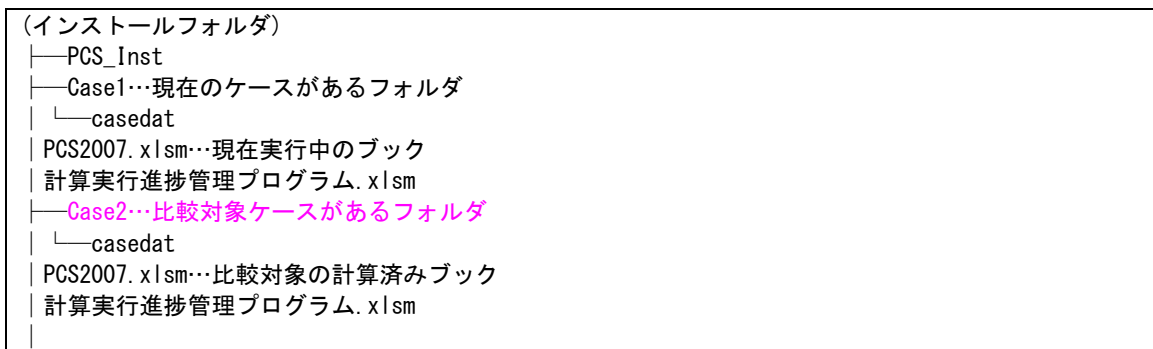 (インストールフォルダ)
├─PCS_Inst
├─Case1…現在のケースがあるフォルダ
│ └─casedat
│PCS2007.xlsm…現在実行中のブック
│計算実行進捗管理プログラム.xlsm
├─Case2…比較対象ケースがあるフォルダ
│ └─casedat
│PCS2007.xlsm…比較対象の計算済みブック
│計算実行進捗管理プログラム.xlsm
│